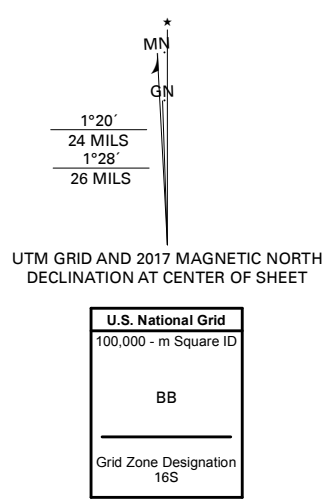 ★
MN
GN
1°20´
24 MILS
1°28´
26 MILS
UTM GRID AND 2017 MAGNETIC NORTH
DECLINATION AT CENTER OF SHEET
U.S. National Grid
100,000 - m Square ID
BB
Grid Zone Designation
16S